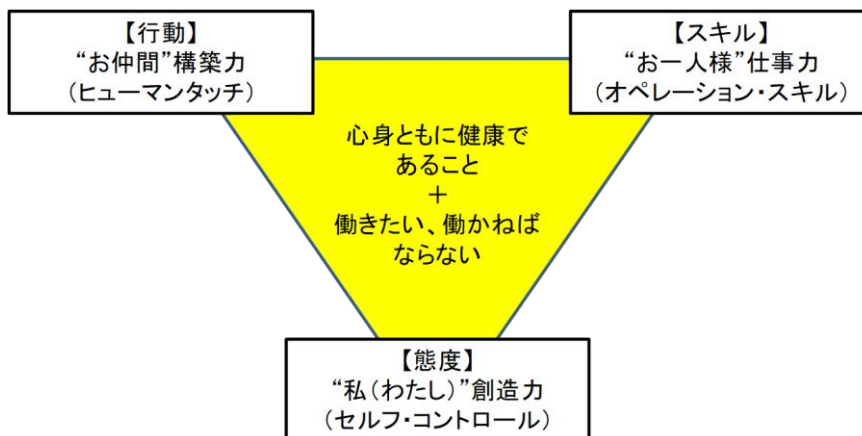 【行動】
“お仲間”構築力
（ヒューマンタッチ）
【スキル】
“お一人様”仕事力
（オペレーション・スキル）
心身ともに健康で
あること
＋
働きたい、働かねば
ならない
【態度】
“私（わたし）”創造力
（セルフ・コントロール）